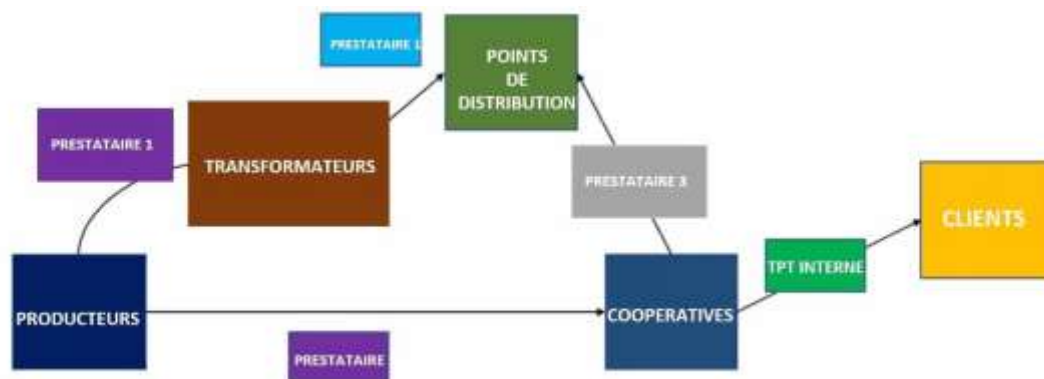 PRESTATAIRE
POINTS
DE
DISTRIBUTION
PRESTATAIRE 1
TRANSFORMATEURS
PRESTATAIRE 3
CLIENTS
TPT INTERNE
PRODUCTEURS
COOPERATIVES
PRESTATAIRE